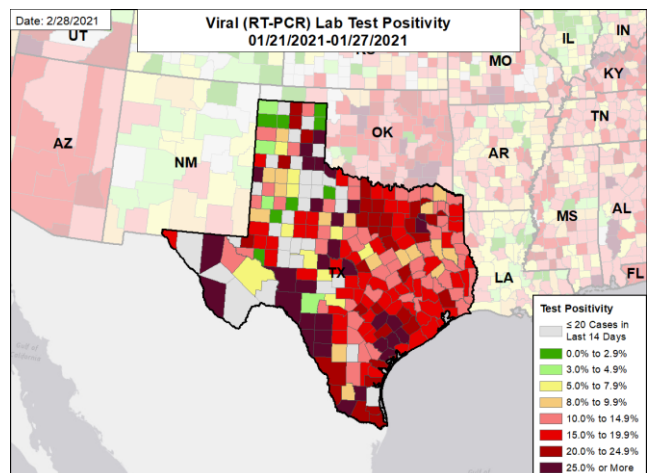 Date: 2/28/2021
Viral (RT-PCR) Lab Test Positivity
01/21/2021-01/27/2021
UT
MO
IL
IN
KY
TN
AZ
NM
OK
AR
MS
AL
TX
LA
FL
Gulf of
California
Test Positivity
≤ 20 Cases in
Last 14 Days
0.0% to 2.9%
3.0% to 4.9%
5.0% to 7.9%
8.0% to 9.9%
10.0% to 14.9%
15.0% to 19.9%
20.0% to 24.9%
25.0% or More